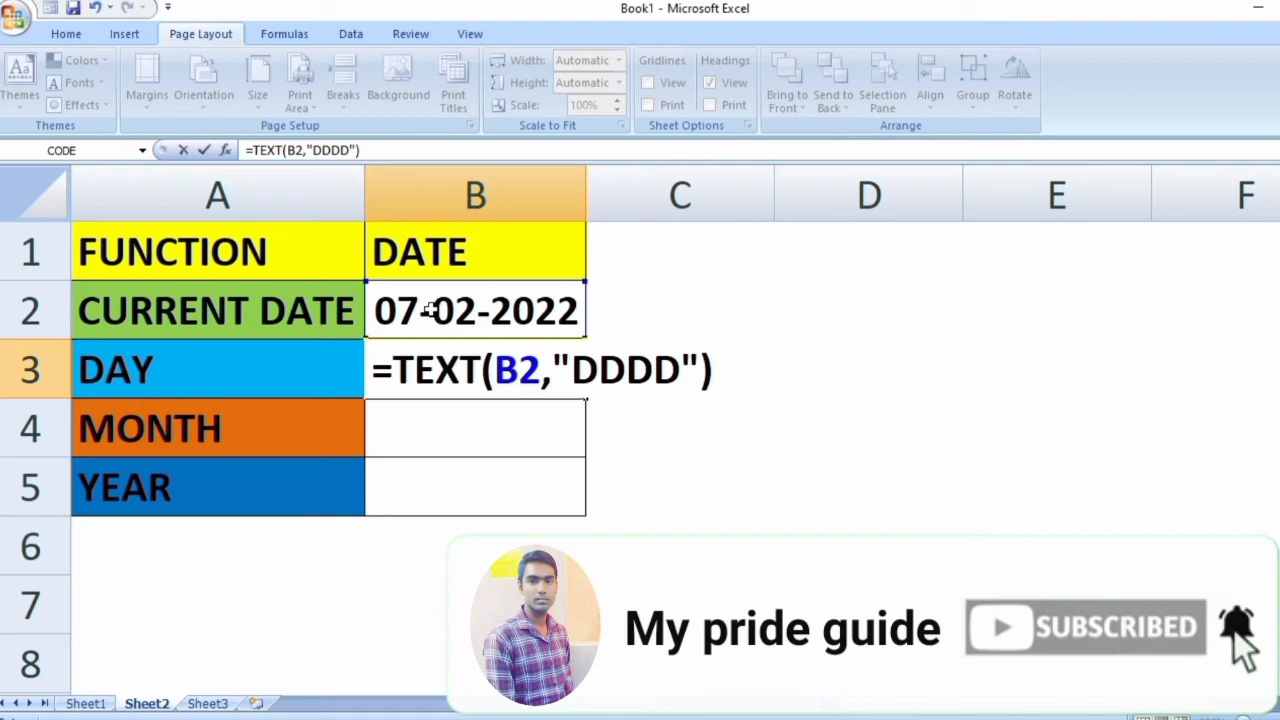 Book1 - Microsoft Excel
Home Insert Page Layout Formulas Data Review View
Themes
Colors
Fonts
Effects
Themes
Margins Orientation Size Print Area Breaks Background Print Titles
Page Setup
Width: Automatic
Height: Automatic
Scale: 100%
Scale to Fit
Gridlines Headings
View View
Print Print
Sheet Options
Bring to Front Send to Back Selection Pane Align Group Rotate
Arrange
CODE fx =TEXT(B2,"DDDD")
A B C D E F
1 FUNCTION DATE
2 CURRENT DATE 07-02-2022
3 DAY =TEXT(B2,"DDDD")
4 MONTH
5 YEAR
6
7
8
My pride guide SUBSCRIBED
Sheet1 Sheet2 Sheet3